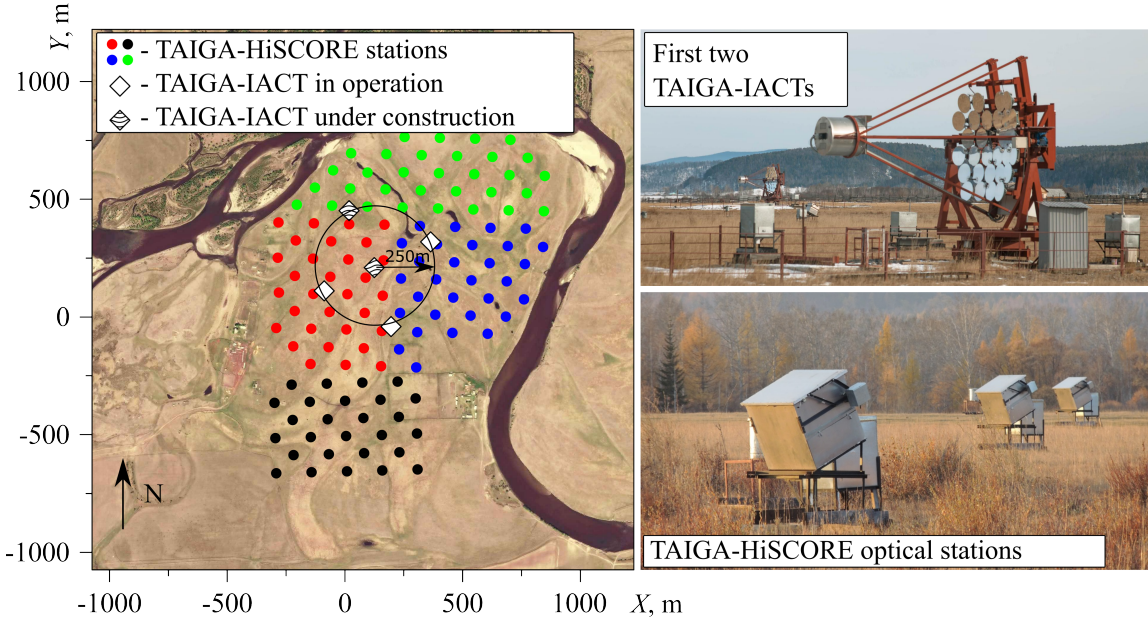 Y, m
1000
500
0
-500
-1000
- TAIGA-HiSCORE stations
- TAIGA-IACT in operation
- TAIGA-IACT under construction
250m
N
-1000
-500
0
500
1000
X, m
First two
TAIGA-IACTs
TAIGA-HiSCORE optical stations